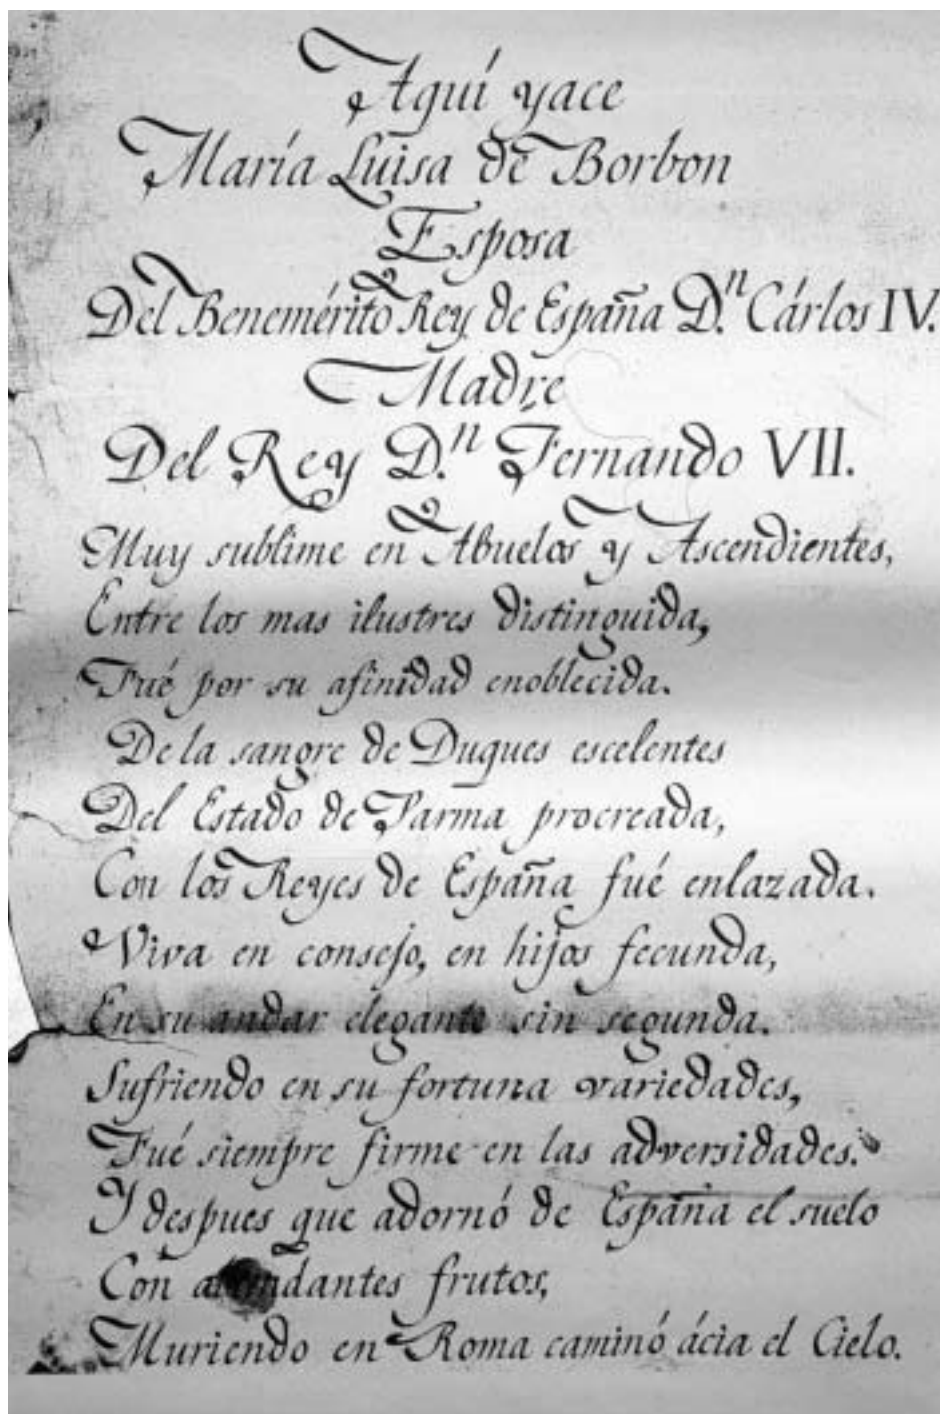 Aquí yace
María Luisa de Borbon
Esposa
Del Benemérito Rey de España D.n Cárlos IV.
Madre
Del Rey D.n Fernando VII.
Muy sublime en Abuelos y Ascendientes,
Entre los mas ilustres distinguida,
Fué por su afinidad enoblecida.
De la sangre de Duques escelentes
Del Estado de Parma procreada,
Con los Reyes de España fué enlazada.
Viva en consejo, en hijos fecunda,
En su andar elegante sin segunda.
Sufriendo en su fortuna variedades,
Fué siempre firme en las adversidades.
Y despues que adornó de España el suelo
Con abundantes frutos,
Muriendo en Roma caminó ácia el Cielo.